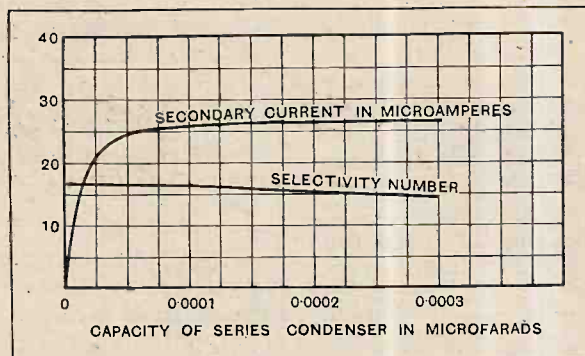 40
30
SECONDARY CURRENT IN MICROAMPERES
20
SELECTIVITY NUMBER
10
0 0·0001 0·0002 0·0003
CAPACITY OF SERIES CONDENSER IN MICROFARADS